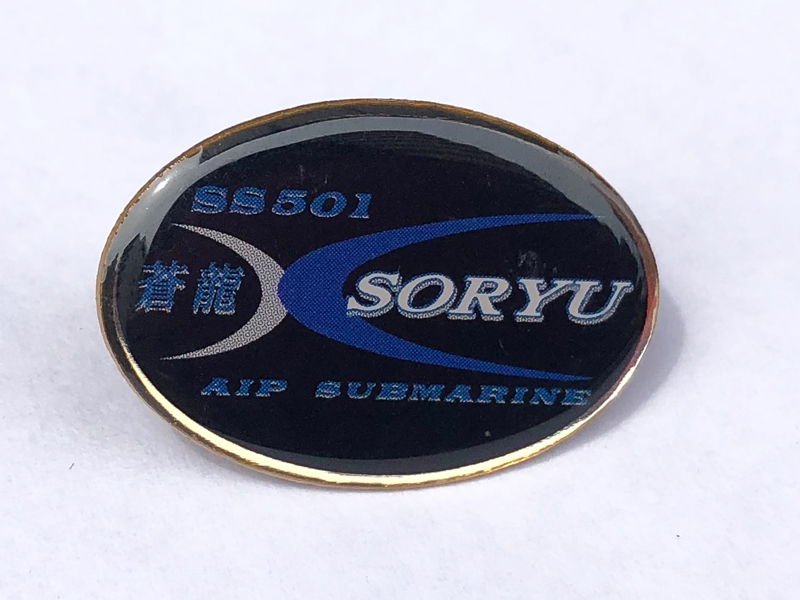 SS501
蒼龍
SORYU
AIP SUBMARINE